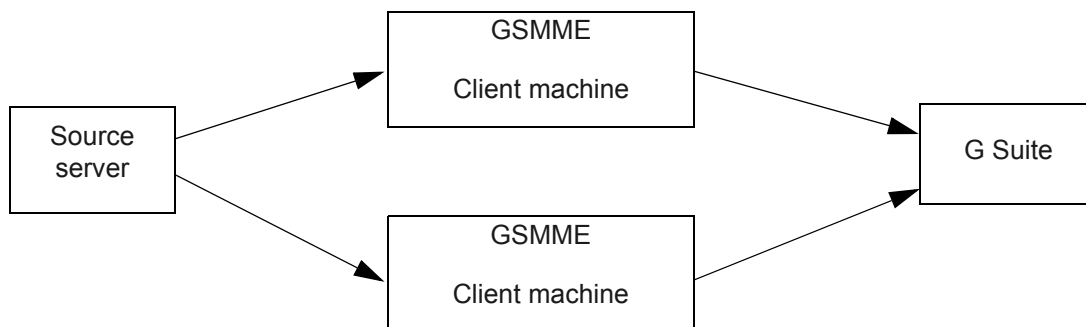 GSMME
Client machine
Source
server
G Suite
GSMME
Client machine